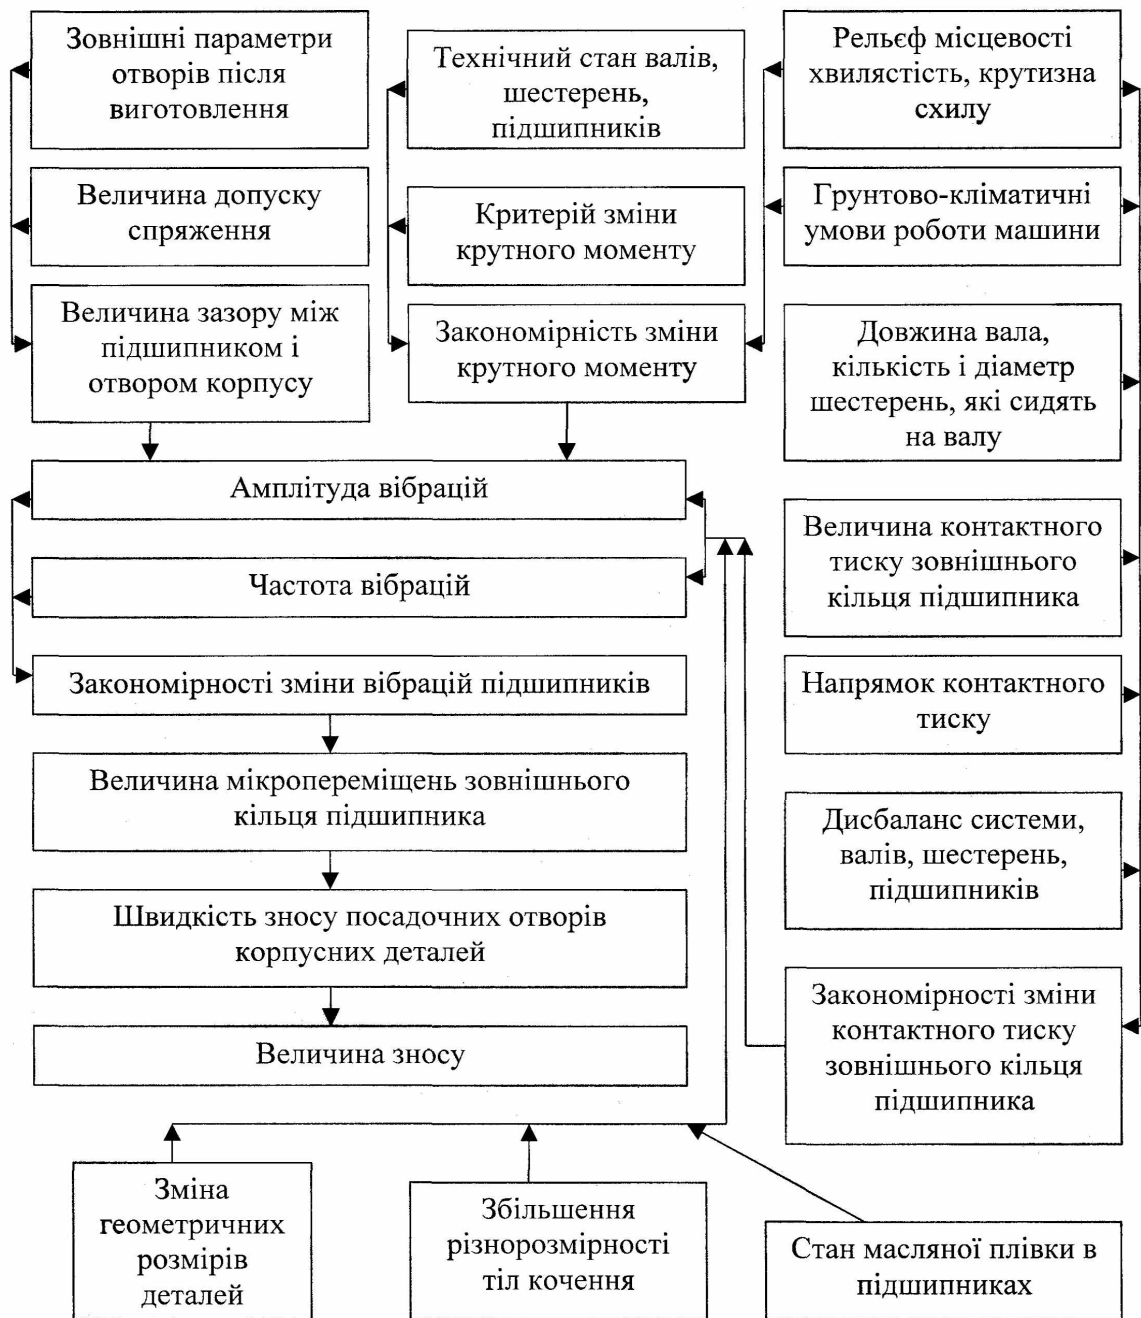 Зовнішні параметри
отворів після
виготовлення
Величина допуску
спряження
Величина зазору між
підшипником і
отвором корпусу
Технічний стан валів,
шестерень,
підшипників
Критерій зміни
крутного моменту
Закономірність зміни
крутного моменту
Рельєф місцевості
хвилястість, крутизна
схилу
Грунтово-кліматичні
умови роботи машини
Довжина вала,
кількість і діаметр
шестерень, які сидять
на валу
Величина контактного
тиску зовнішнього
кільця підшипника
Напрямок контактного
тиску
Дисбаланс системи,
валів, шестерень,
підшипників
Закономірності зміни
контактного тиску
зовнішнього кільця
підшипника
Амплітуда вібрацій
Частота вібрацій
Закономірності зміни вібрацій підшипників
Величина мікропереміщень зовнішнього
кільця підшипника
Швидкість зносу посадочних отворів
корпусних деталей
Величина зносу
Зміна
геометричних
розмірів
деталей
Збільшення
різнорозмірності
тіл кочення
Стан масляної плівки в
підшипниках